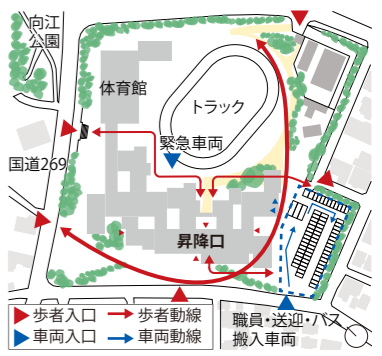 向江
公園
体育館
トラック
緊急車両
国道269
昇降口
歩者入口
歩者動線
車両入口
車両動線
職員・送迎・バス
搬入車両